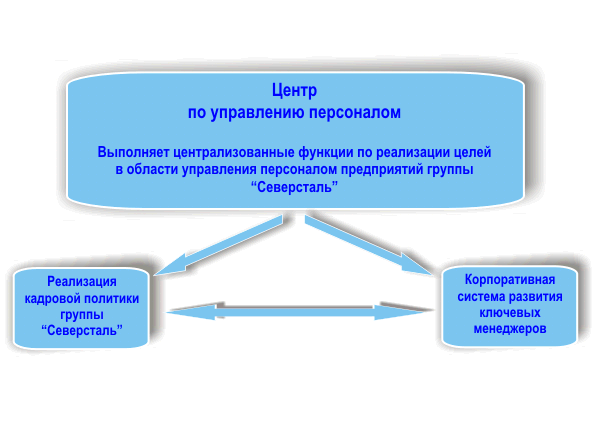 Центр
по управлению персоналом
Выполняет централизованные функции по реализации целей
в области управления персоналом предприятий группы
“Северсталь”
Реализация
кадровой политики
группы
“Северсталь”
Корпоративная
система развития
ключевых
менеджеров